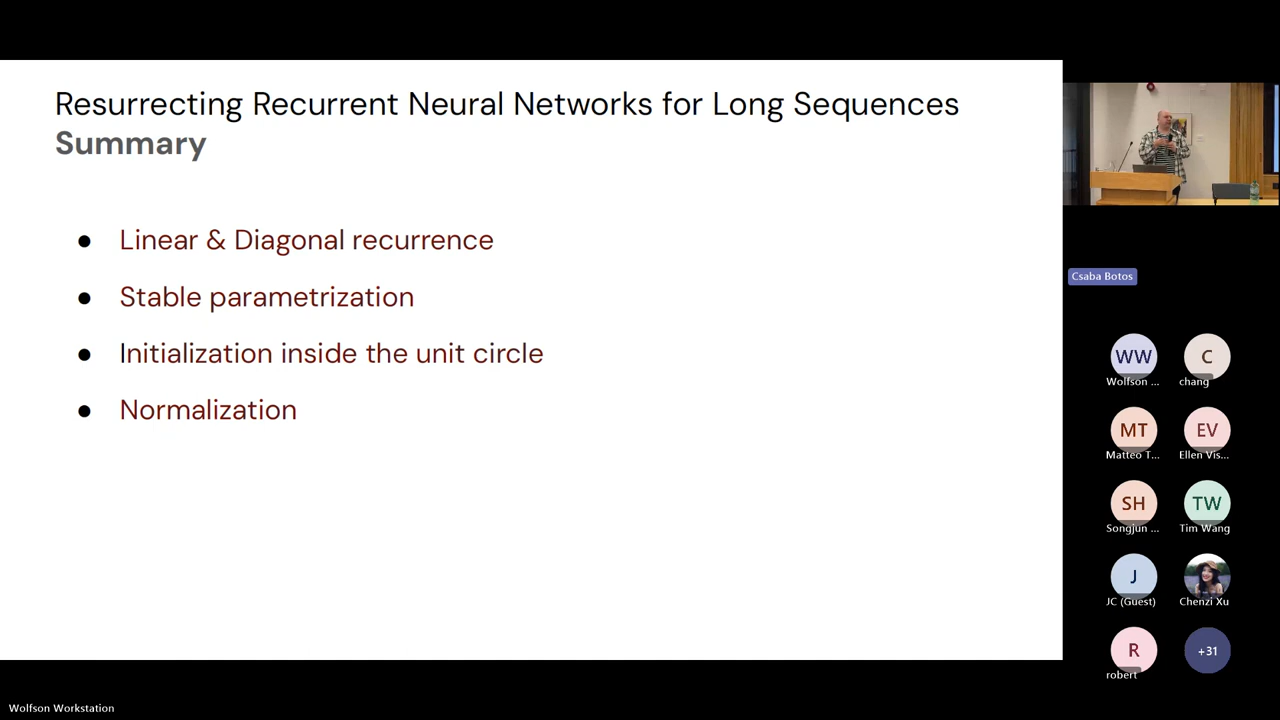 Resurrecting Recurrent Neural Networks for Long Sequences
Summary
● Linear & Diagonal recurrence
● Stable parametrization
● Initialization inside the unit circle
● Normalization
Csaba Botos
WW
Wolfson ...
C
chang
MT
Matteo T...
EV
Ellen Vis...
SH
Songjun ...
TW
Tim Wang
J
JC (Guest)
Chenzi Xu
R
robert
+31
Wolfson Workstation